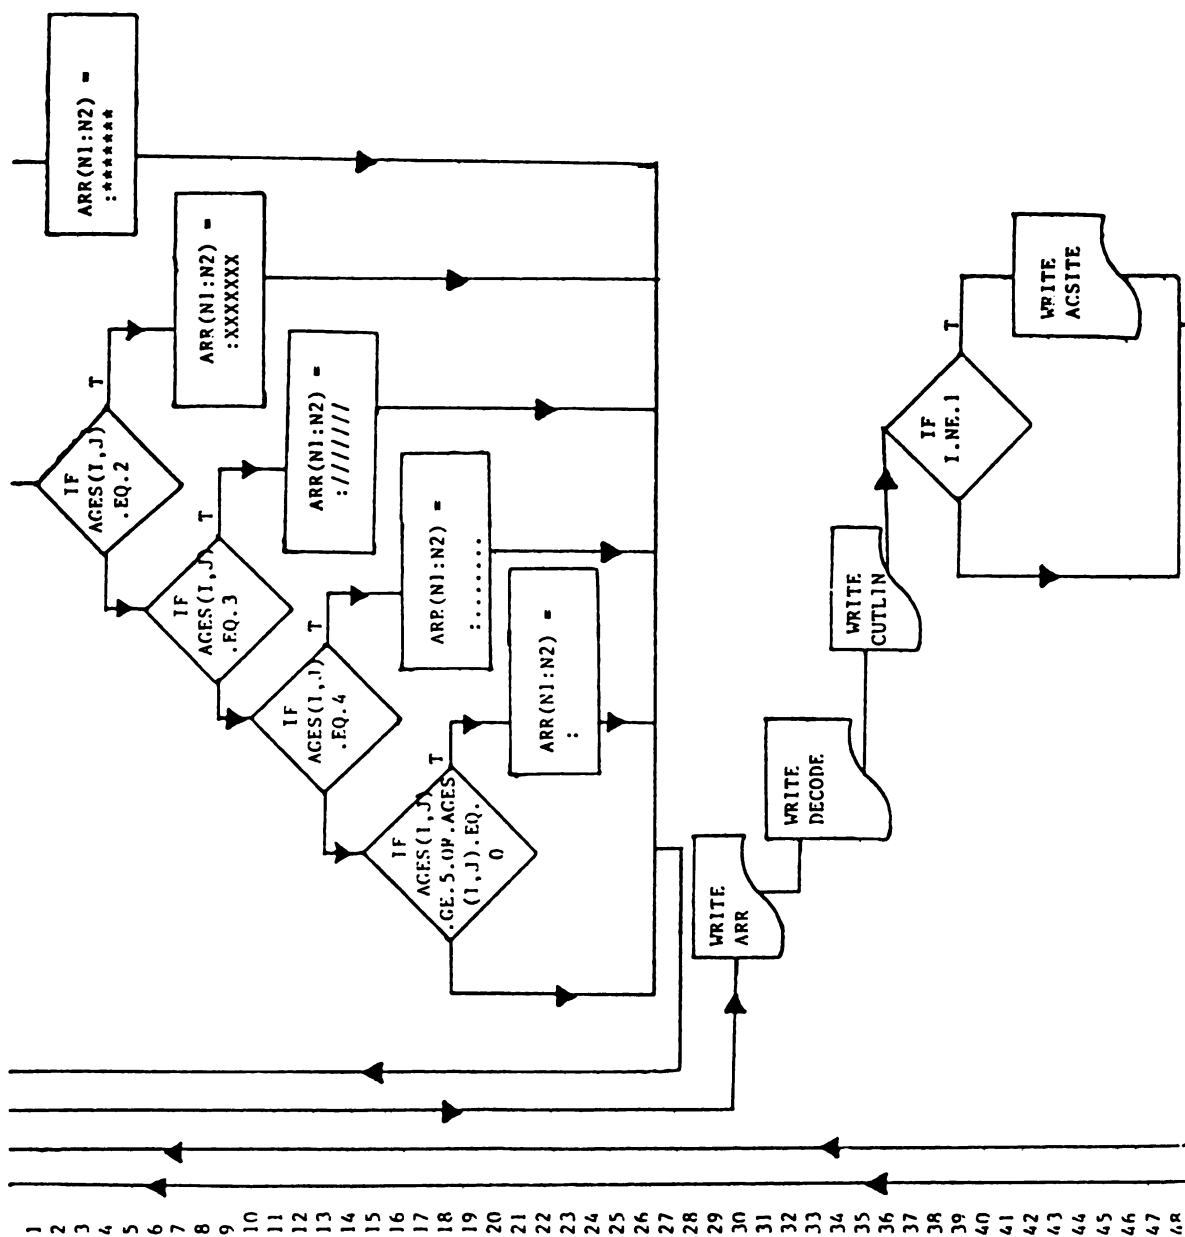 ARR(N1:N2) =
:*******
IF
AGES(I,J)
.EQ.2
T
ARR(N1:N2) =
:XXXXXXX
IF
AGES(I,J)
.EQ.3
T
ARR(N1:N2) =
:///////
IF
AGES(I,J)
.EQ.4
T
ARR(N1:N2) =
:.......
IF
AGES(I,J)
.GE.5.OR.AGES
(I,J).EQ.
0
T
ARR(N1:N2) =
:
WRITE
ARR
WRITE
DECODE
WRITE
CUTLIN
IF
I.NE.1
T
WRITE
ACSITE
1
2
3
4
5
6
7
8
9
10
11
12
13
14
15
16
17
18
19
20
21
22
23
24
25
26
27
28
29
30
31
32
33
34
35
36
37
38
39
40
41
42
43
44
45
46
47
48